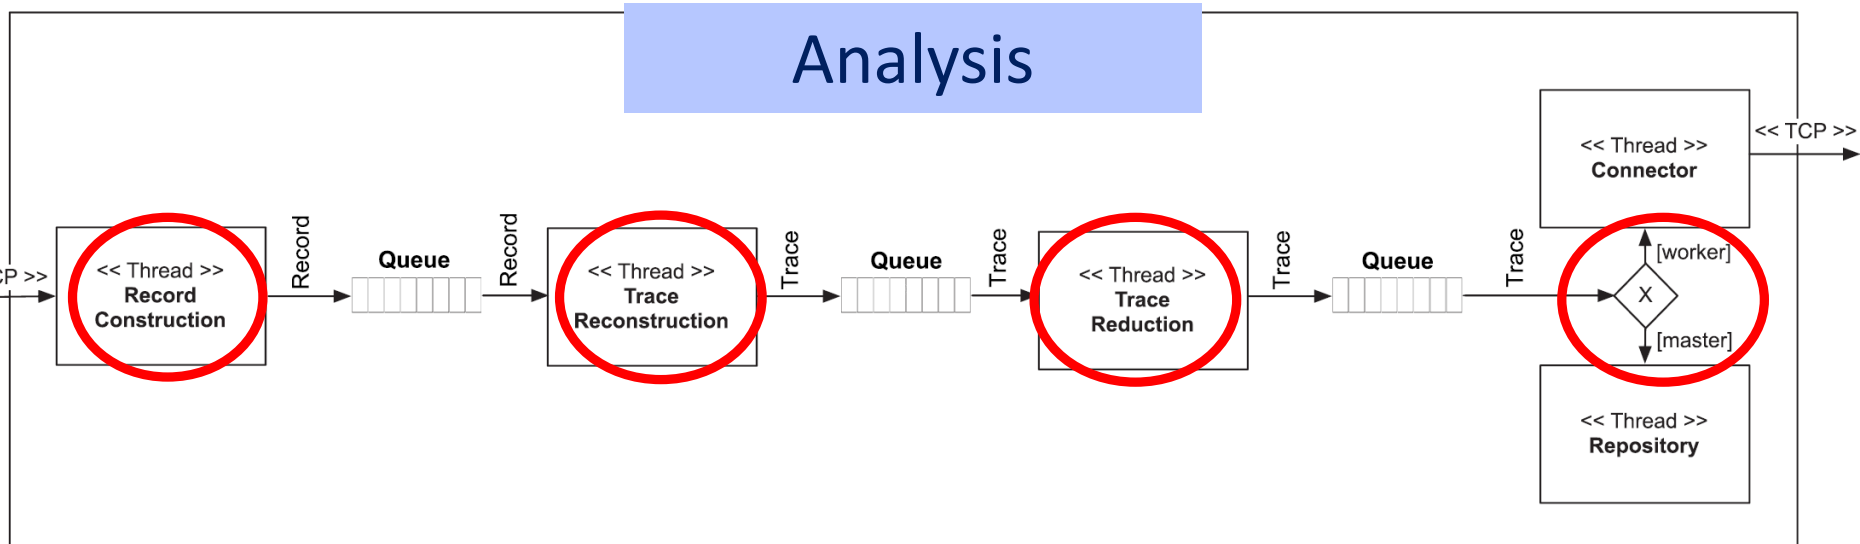 Analysis
CP >>
<< Thread >>
Record
Construction
Record
Queue
Record
<< Thread >>
Trace
Reconstruction
Trace
Queue
Trace
<< Thread >>
Trace
Reduction
Trace
Queue
Trace
X
[worker]
[master]
<< Thread >>
Connector
<< TCP >>
<< Thread >>
Repository